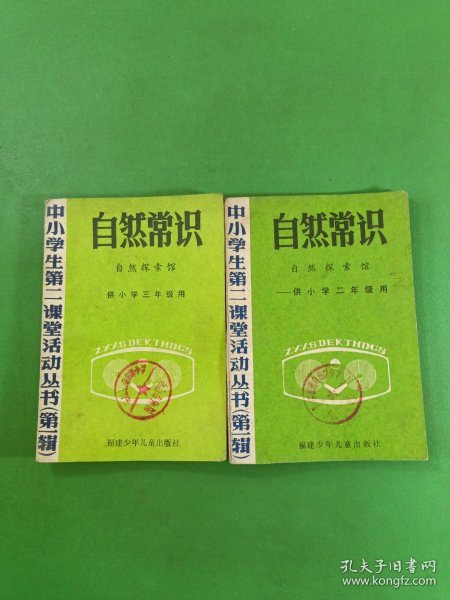 中小学生第二课堂活动丛书(第一辑)
自然常识
自然探索馆
供小学三年级用
ZXXSDEKTHDCS
福建少年儿童出版社
中小学生第二课堂活动丛书(第一辑)
自然常识
自然探索馆
——供小学二年级用
ZXXSDEKTHDCS
福建少年儿童出版社
孔夫子旧书网
www.kongfz.com